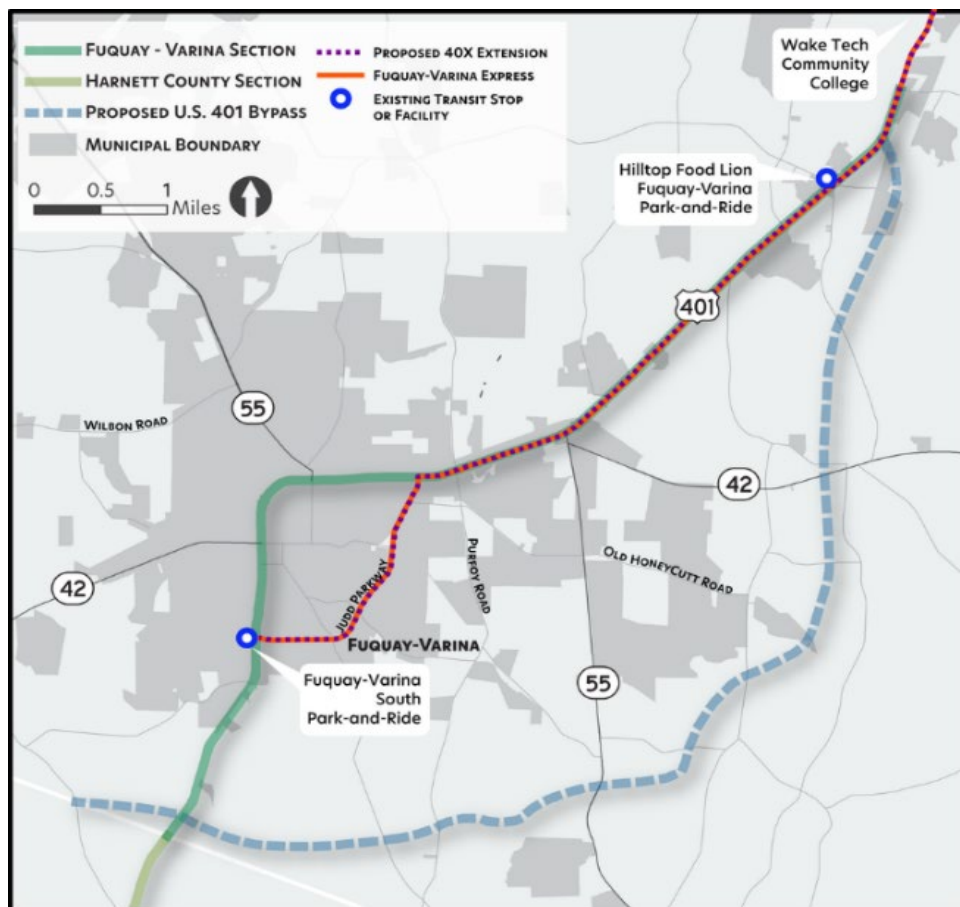 FUQUAY - VARINA SECTION
HARNETT COUNTY SECTION
PROPOSED U.S. 401 BYPASS
MUNICIPAL BOUNDARY
PROPOSED 40X EXTENSION
FUQUAY-VARINA EXPRESS
EXISTING TRANSIT STOP
OR FACILITY
0 0.5 1
Miles
Wake Tech
Community
College
Hilltop Food Lion
Fuquay-Varina
Park-and-Ride
401
55
WILBON ROAD
42
42
PURFOY ROAD
OLD HONEYCUTT ROAD
JUDD PARKWAY
FUQUAY-VARINA
Fuquay-Varina
South
Park-and-Ride
55